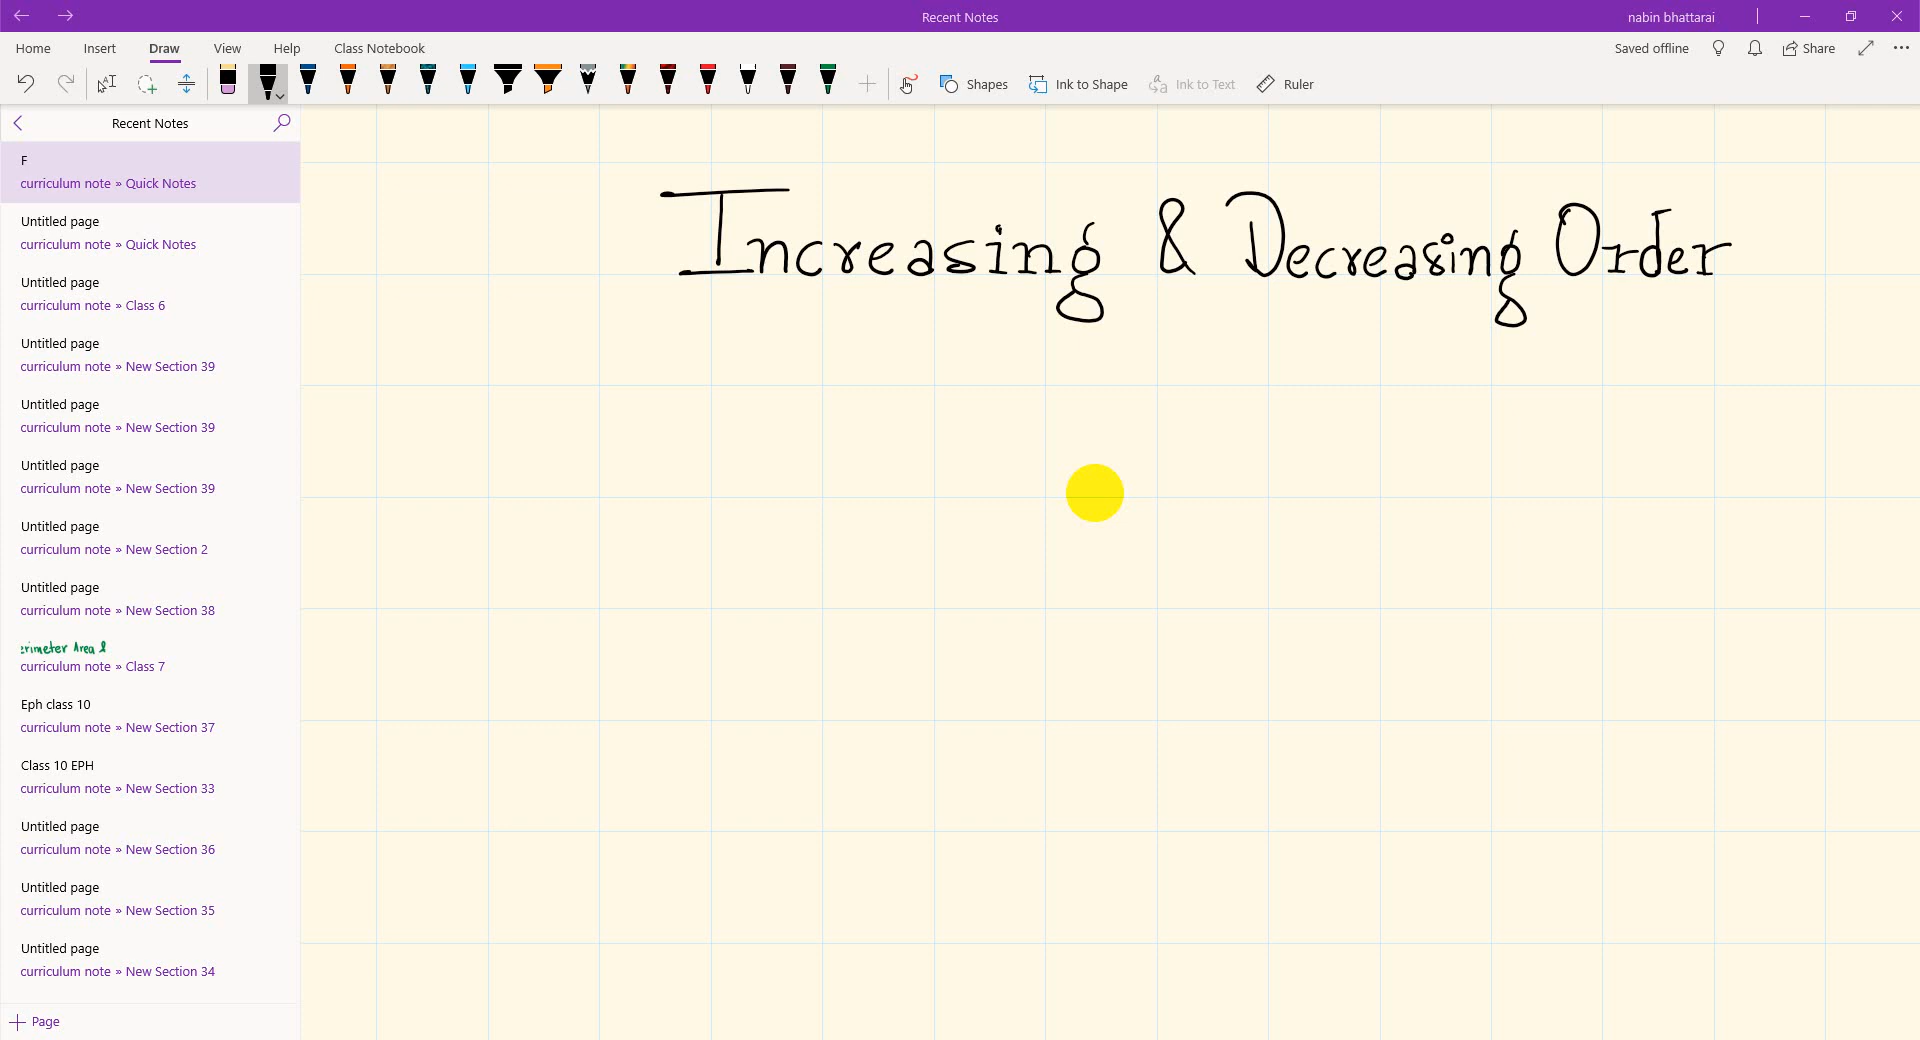 Recent Notes
nabin bhattarai
Home Insert Draw View Help Class Notebook
Saved offline
Share
Shapes
Ink to Shape
Ink to Text
Ruler
Recent Notes
F
curriculum note » Quick Notes
Untitled page
curriculum note » Quick Notes
Untitled page
curriculum note » Class 6
Untitled page
curriculum note » New Section 39
Untitled page
curriculum note » New Section 39
Untitled page
curriculum note » New Section 39
Untitled page
curriculum note » New Section 2
Untitled page
curriculum note » New Section 38
erimeter Area &
curriculum note » Class 7
Eph class 10
curriculum note » New Section 37
Class 10 EPH
curriculum note » New Section 33
Untitled page
curriculum note » New Section 36
Untitled page
curriculum note » New Section 35
Untitled page
curriculum note » New Section 34
Page
Increasing & Decreasing Order